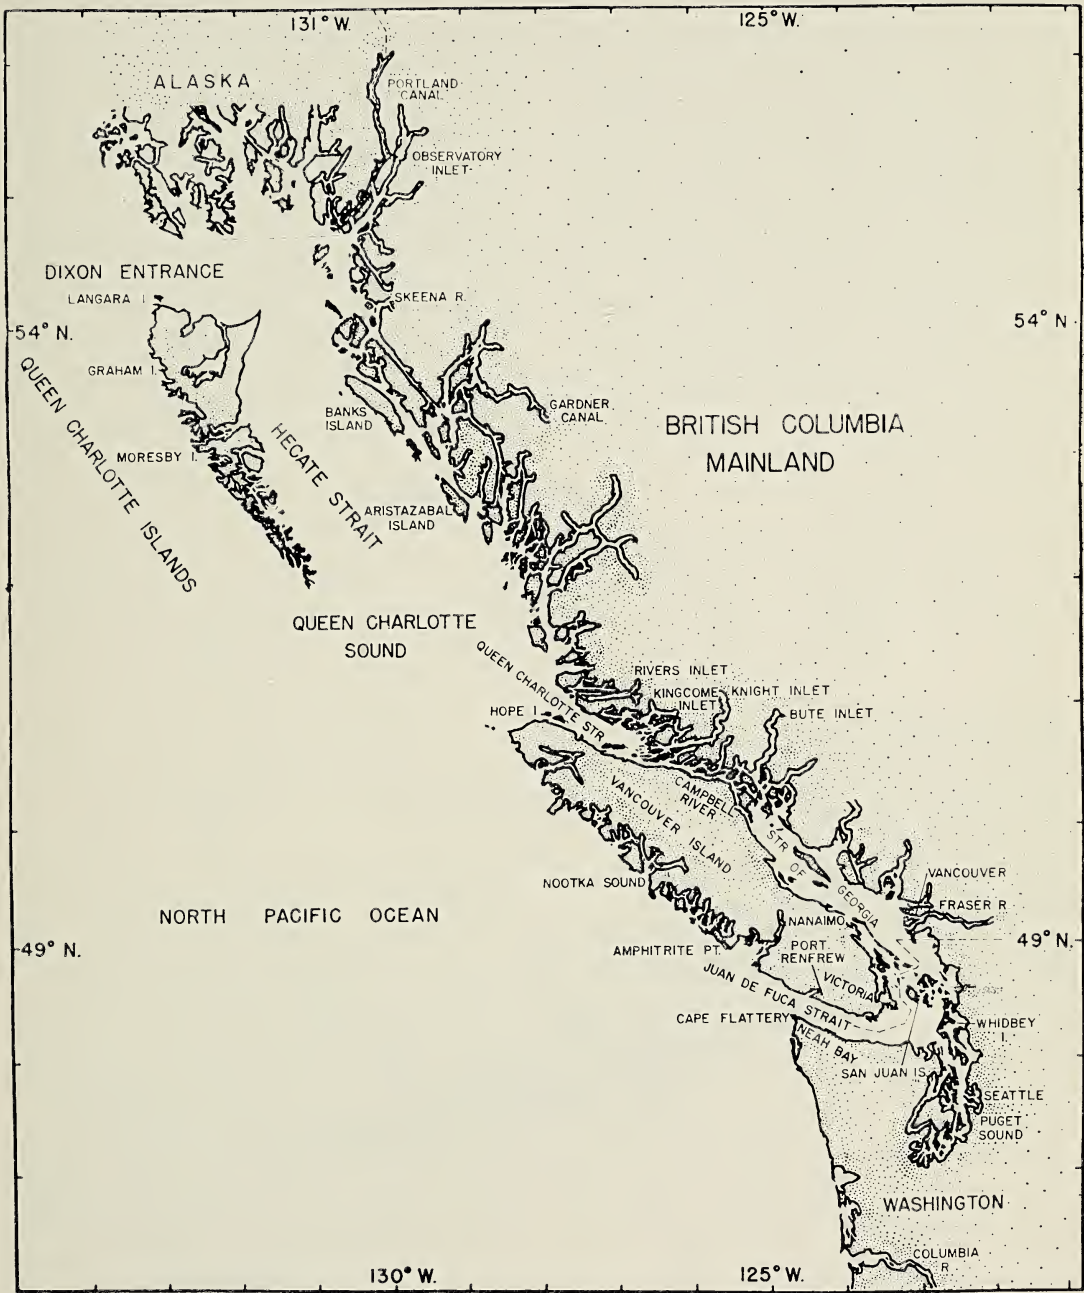 131° W.
125° W.
ALASKA
PORTLAND
CANAL
OBSERVATORY
INLET
DIXON ENTRANCE
LANGARA I.
SKEENA R.
54° N.
54° N
GRAHAM I.
QUEEN CHARLOTTE ISLANDS
BANKS
ISLAND
GARDNER
CANAL
BRITISH COLUMBIA
MAINLAND
HECATE STRAIT
MORESBY I.
ARISTAZABAL
ISLAND
QUEEN CHARLOTTE
SOUND
QUEEN CHARLOTTE STR
RIVERS INLET
KINGCOME
INLET
KNIGHT INLET
BUTE INLET
HOPE I.
CAMPBELL
RIVER
VANCOUVER ISLAND
STR OF GEORGIA
NOOTKA SOUND
VANCOUVER
FRASER R
NORTH PACIFIC OCEAN
NANAIMO
49° N.
49° N.
AMPHITRITE PT.
PORT
RENFREW
VICTORIA
JUAN DE FUCA STRAIT
CAPE FLATTERY
NEAH BAY
WHIDBEY
I.
SAN JUAN IS.
SEATTLE
PUGET
SOUND
WASHINGTON
COLUMBIA
R
130° W.
125° W.